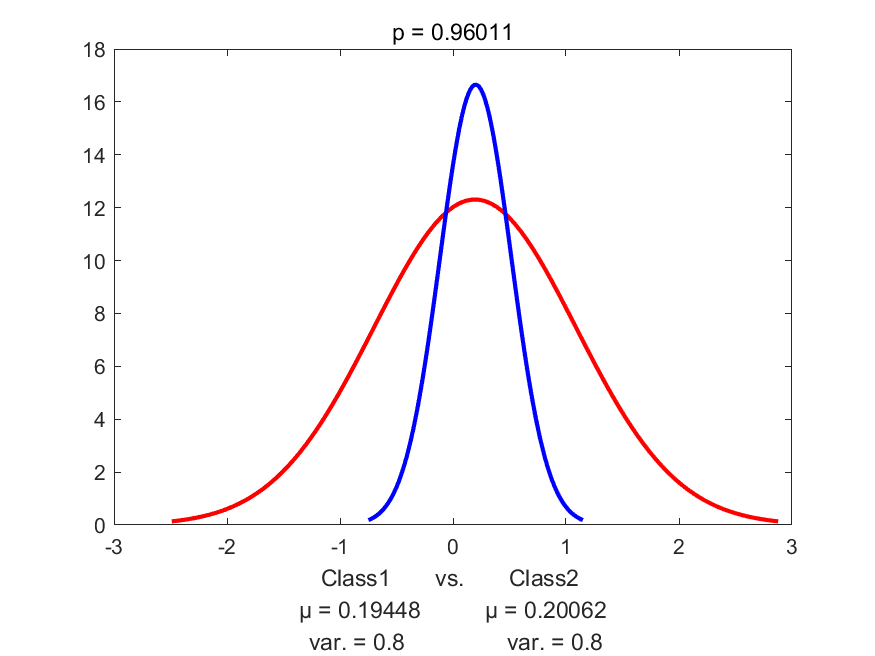 p = 0.96011
18
16
14
12
10
8
6
4
2
0
-3 -2 -1 0 1 2 3
Class1 vs. Class2
μ = 0.19448 μ = 0.20062
var. = 0.8 var. = 0.8